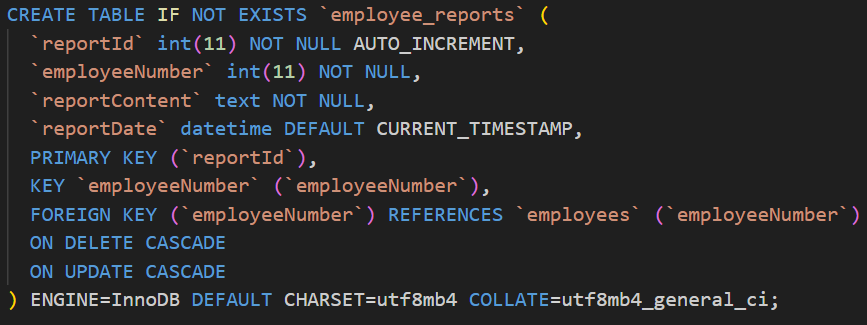 CREATE TABLE IF NOT EXISTS `employee_reports` (
  `reportId` int(11) NOT NULL AUTO_INCREMENT,
  `employeeNumber` int(11) NOT NULL,
  `reportContent` text NOT NULL,
  `reportDate` datetime DEFAULT CURRENT_TIMESTAMP,
  PRIMARY KEY (`reportId`),
  KEY `employeeNumber` (`employeeNumber`),
  FOREIGN KEY (`employeeNumber`) REFERENCES `employees` (`employeeNumber`)
  ON DELETE CASCADE
  ON UPDATE CASCADE
) ENGINE=InnoDB DEFAULT CHARSET=utf8mb4 COLLATE=utf8mb4_general_ci;